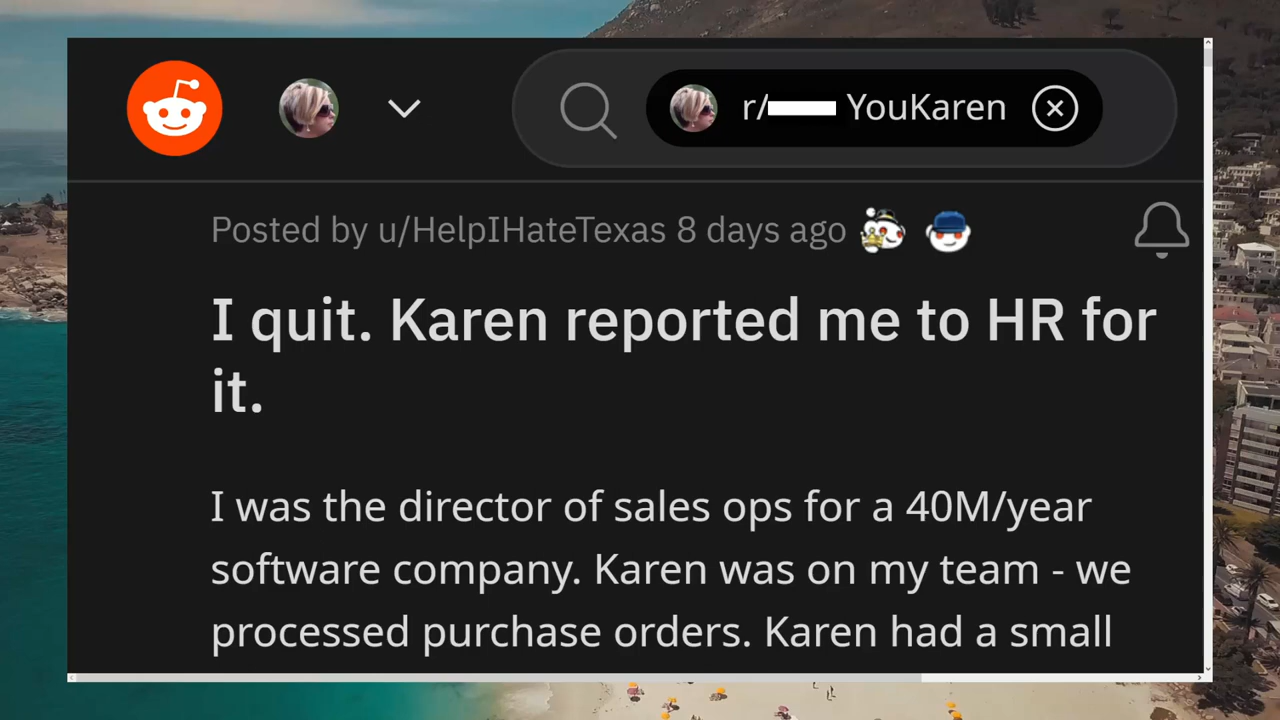 r/ YouKaren
Posted by u/HelpIHateTexas 8 days ago
I quit. Karen reported me to HR for
it.
I was the director of sales ops for a 40M/year
software company. Karen was on my team - we
processed purchase orders. Karen had a small